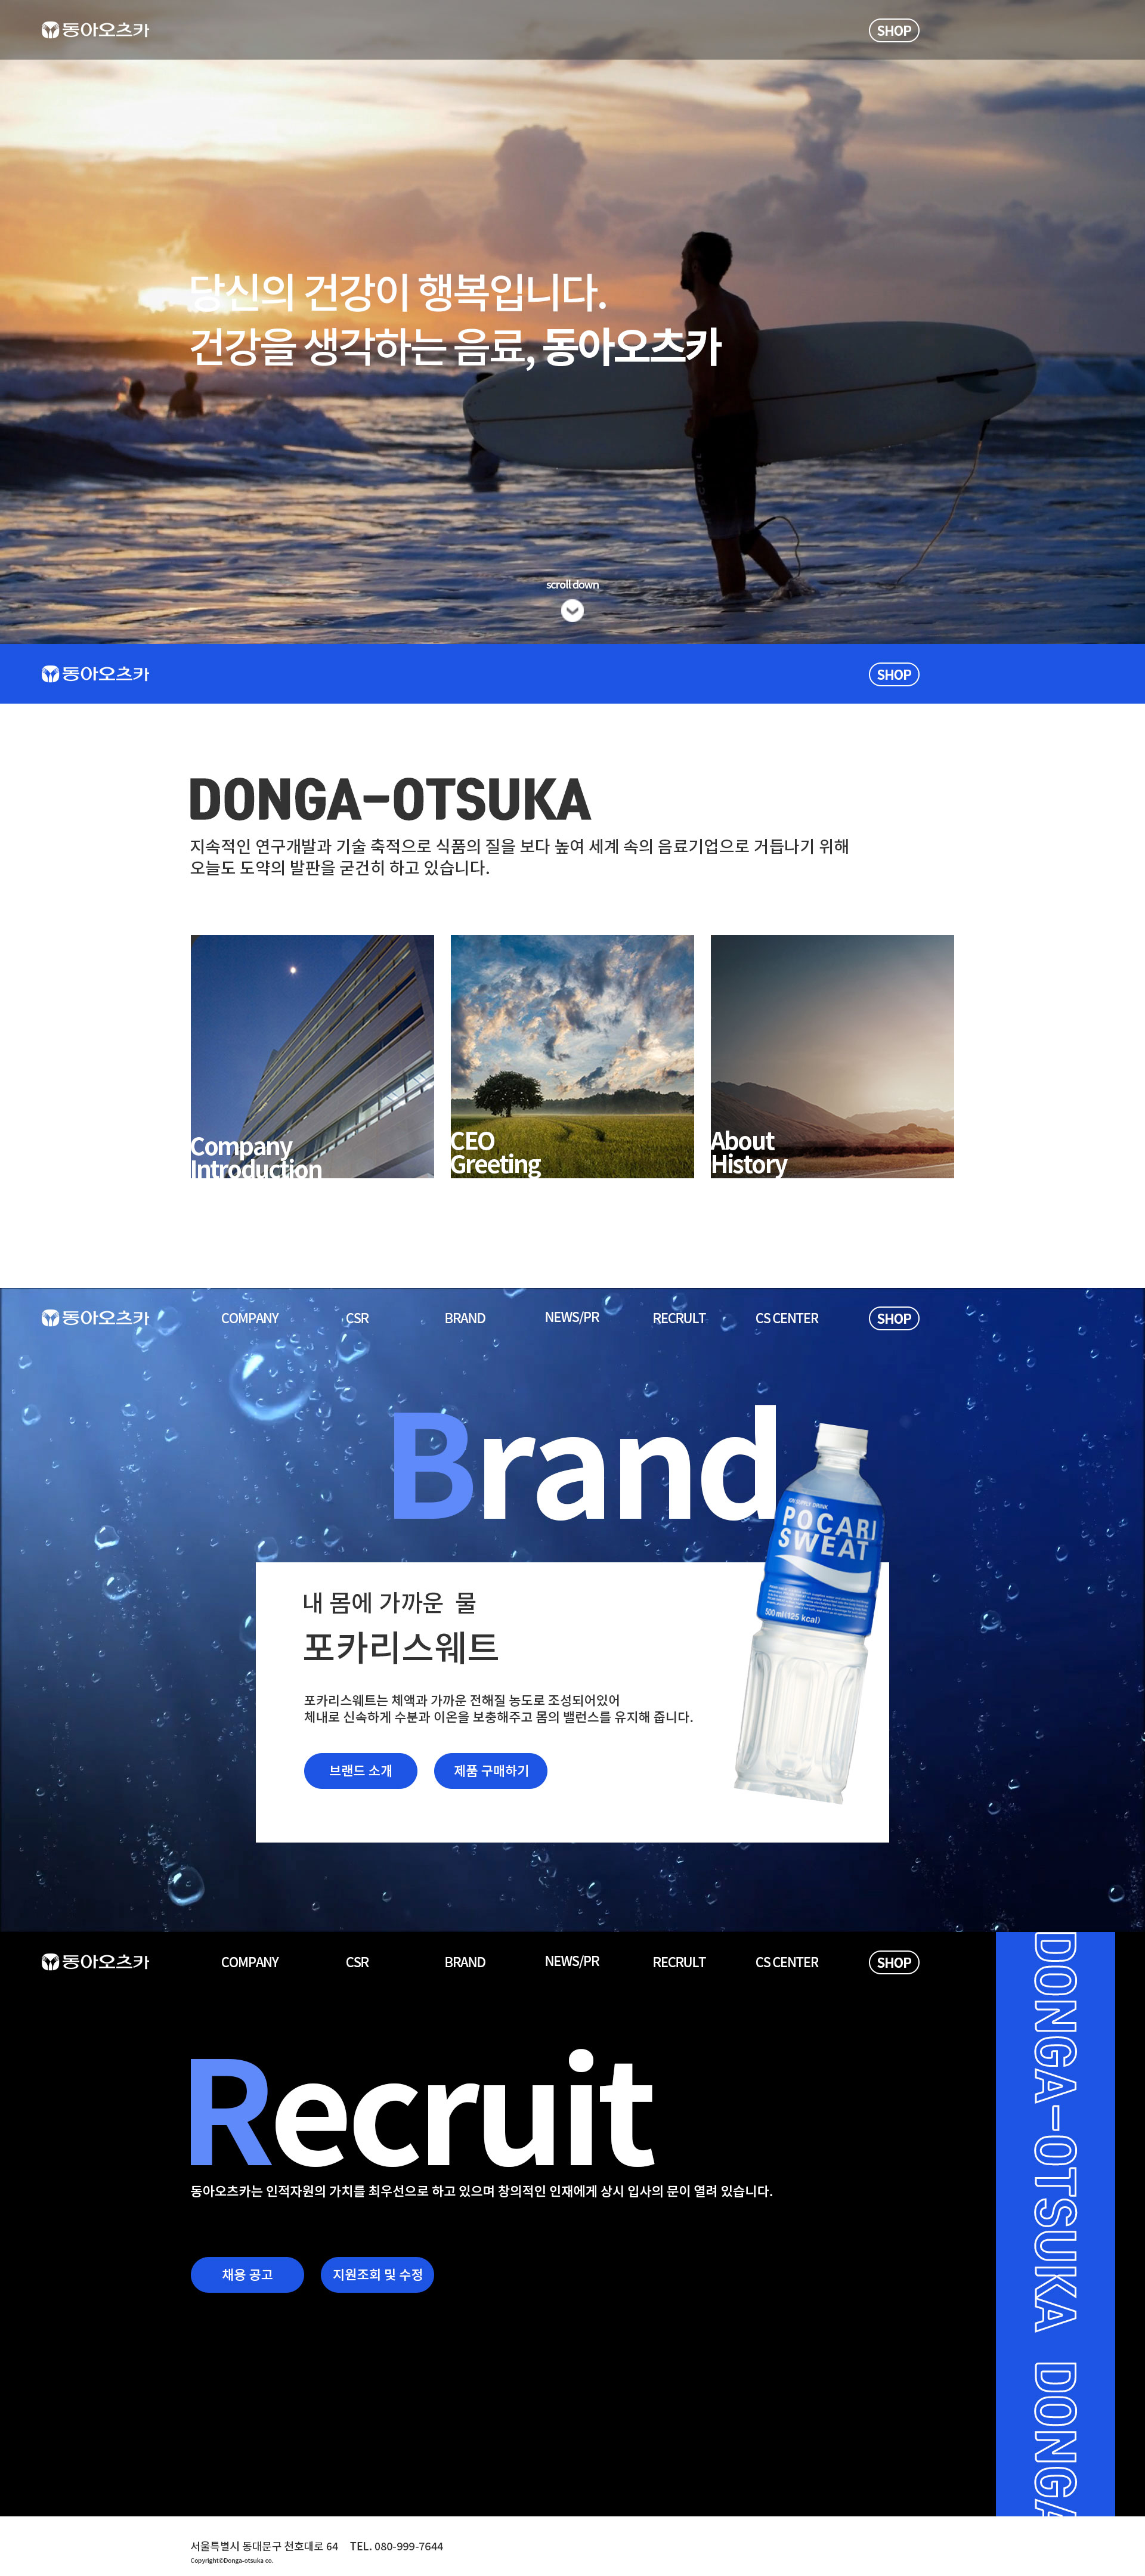 동아오츠카
SHOP
당신의 건강이 행복입니다.
건강을 생각하는 음료, 동아오츠카
scroll down
동아오츠카
SHOP
DONGA-OTSUKA
지속적인 연구개발과 기술 축적으로 식품의 질을 보다 높여 세계 속의 음료기업으로 거듭나기 위해
오늘도 도약의 발판을 굳건히 하고 있습니다.
Company
Introduction
CEO
Greeting
About
History
동아오츠카
COMPANY
CSR
BRAND
NEWS/PR
RECRUIT
CS CENTER
SHOP
Brand
ION SUPPLY DRINK
POCARI
SWEAT
500 ml(125 kcal)
내 몸에 가까운 물
포카리스웨트
포카리스웨트는 체액과 가까운 전해질 농도로 조성되어있어
체내로 신속하게 수분과 이온을 보충해주고 몸의 밸런스를 유지해 줍니다.
브랜드 소개
제품 구매하기
동아오츠카
COMPANY
CSR
BRAND
NEWS/PR
RECRUIT
CS CENTER
SHOP
Recruit
동아오츠카는 인적자원의 가치를 최우선으로 하고 있으며 창의적인 인재에게 상시 입사의 문이 열려 있습니다.
채용 공고
지원조회 및 수정
DONGA-OTSUKA DONGA
서울특별시 동대문구 천호대로 64 TEL. 080-999-7644
Copyright©Donga-otsuka co.